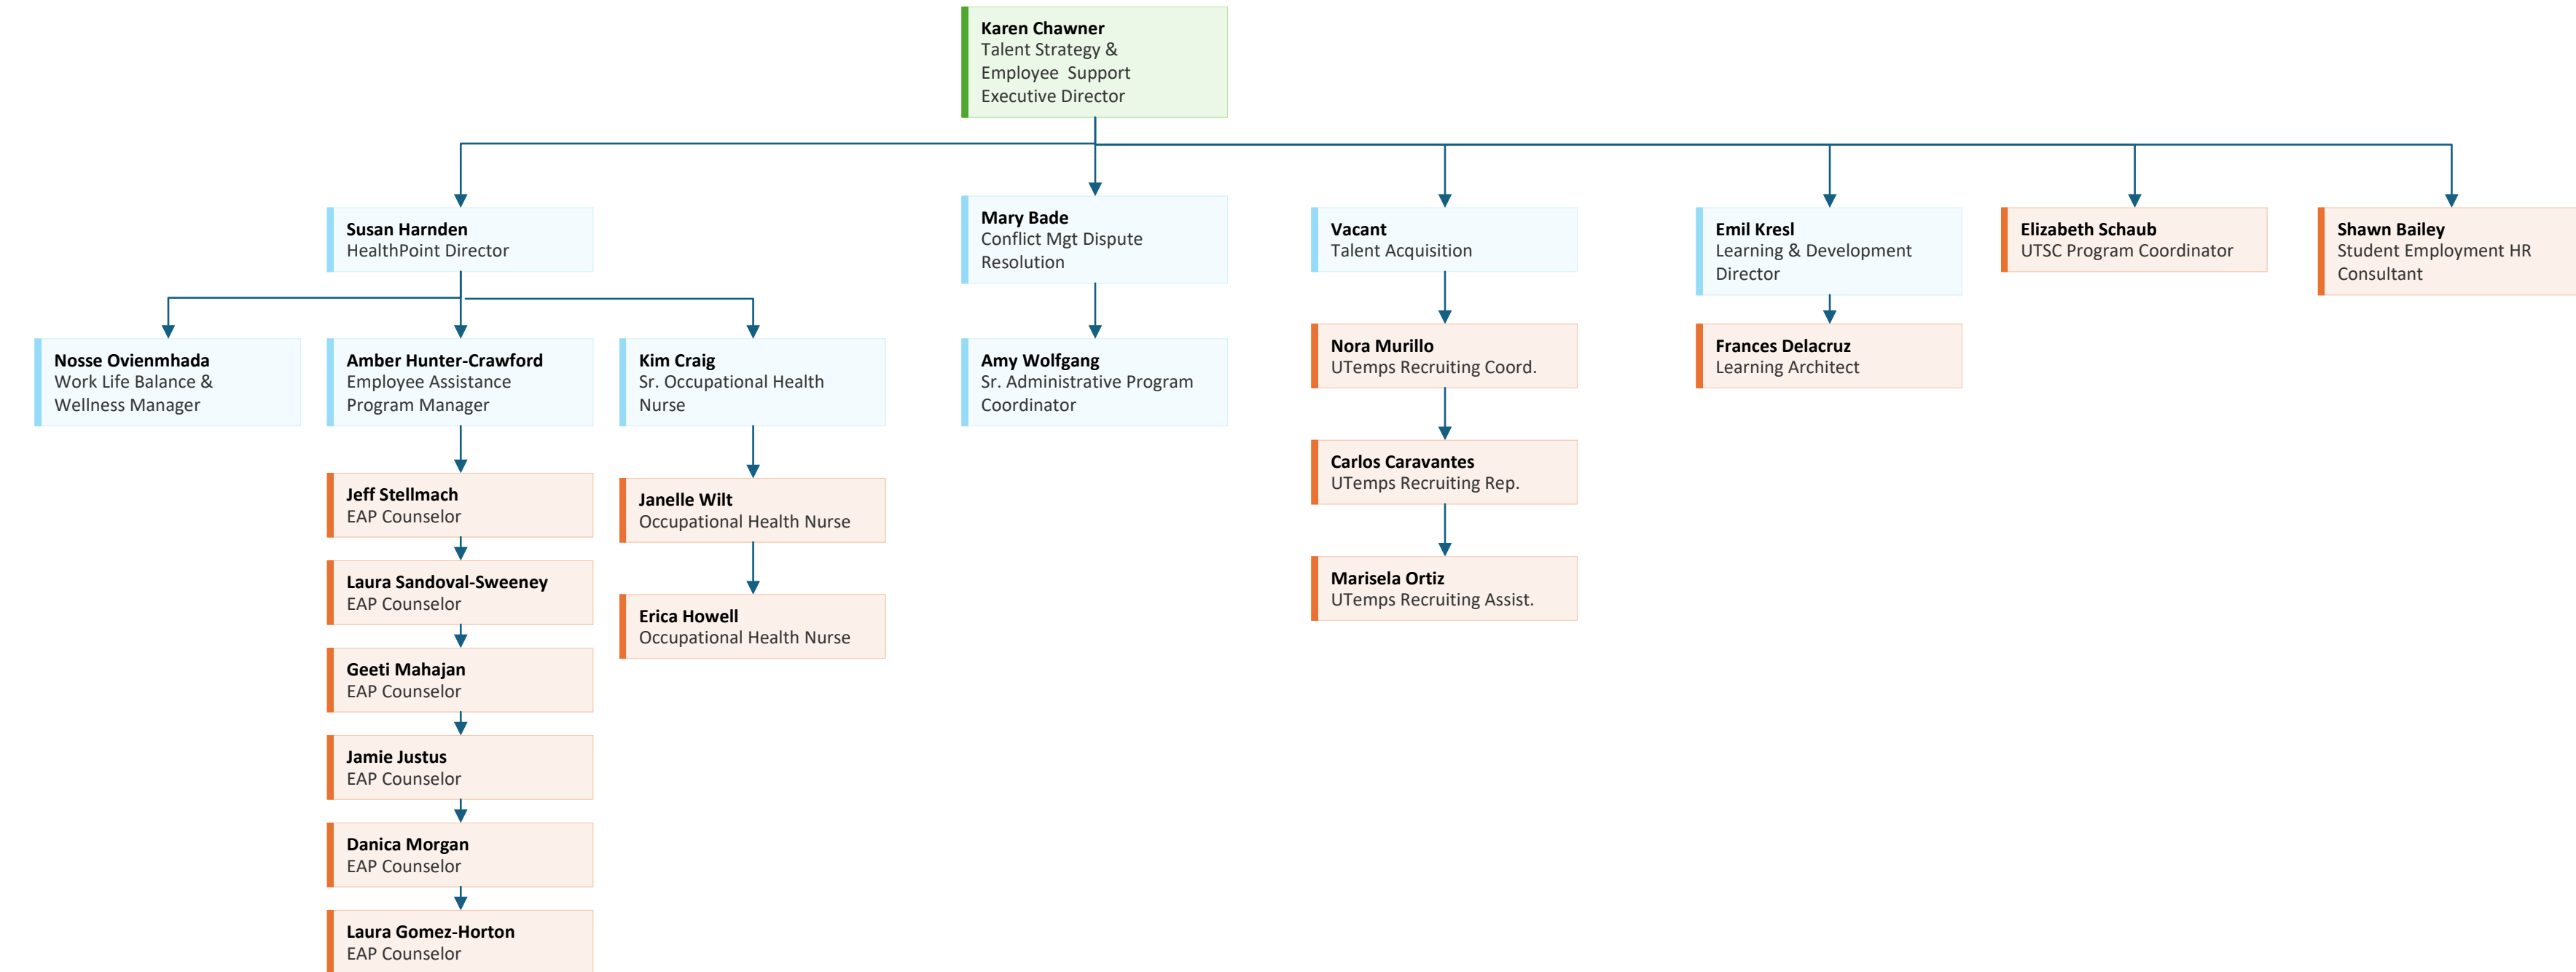 Karen Chawner
Talent Strategy &
Employee  Support
Executive Director
Susan Harnden
HealthPoint Director
Mary Bade
Conflict Mgt Dispute
Resolution
Vacant
Talent Acquisition
Emil Kresl
Learning & Development
Director
Elizabeth Schaub
UTSC Program Coordinator
Shawn Bailey
Student Employment HR
Consultant
Nosse Ovienmhada
Work Life Balance &
Wellness Manager
Amber Hunter-Crawford
Employee Assistance
Program Manager
Kim Craig
Sr. Occupational Health
Nurse
Amy Wolfgang
Sr. Administrative Program
Coordinator
Nora Murillo
UTemps Recruiting Coord.
Frances Delacruz
Learning Architect
Carlos Caravantes
UTemps Recruiting Rep.
Marisela Ortiz
UTemps Recruiting Assist.
Jeff Stellmach
EAP Counselor
Janelle Wilt
Occupational Health Nurse
Laura Sandoval-Sweeney
EAP Counselor
Erica Howell
Occupational Health Nurse
Geeti Mahajan
EAP Counselor
Jamie Justus
EAP Counselor
Danica Morgan
EAP Counselor
Laura Gomez-Horton
EAP Counselor